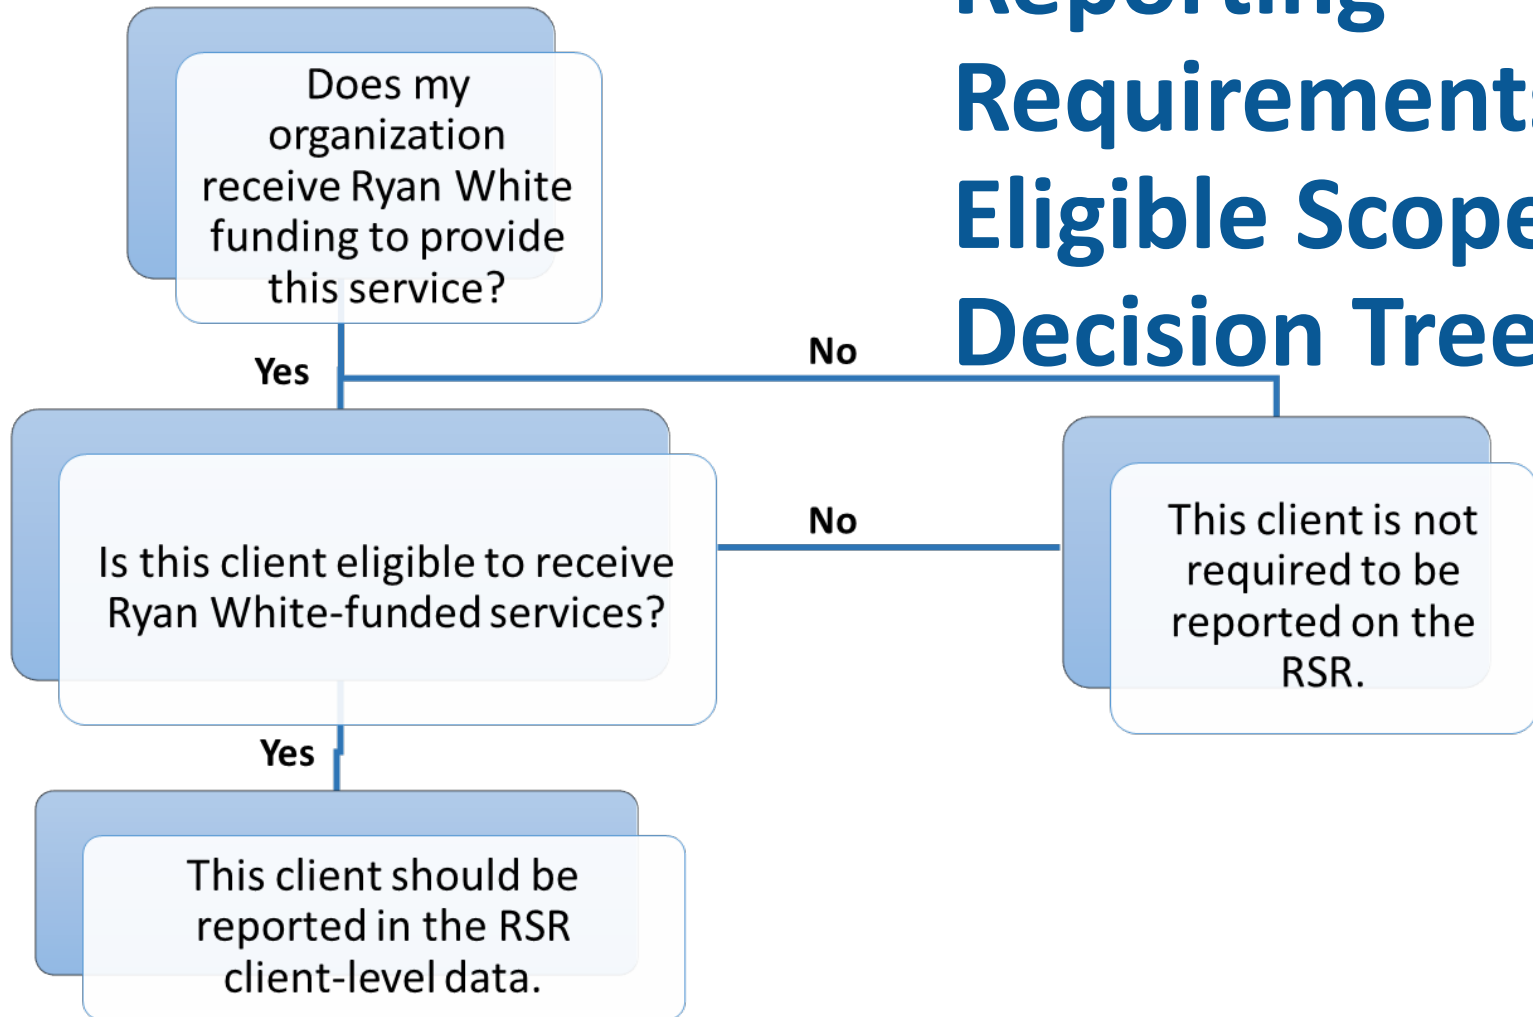 Reporting
Requirements
Eligible Scope
Decision Tree
Does my
organization
receive Ryan White
funding to provide
this service?
Yes
No
Is this client eligible to receive
Ryan White-funded services?
No
This client is not
required to be
reported on the
RSR.
Yes
This client should be
reported in the RSR
client-level data.